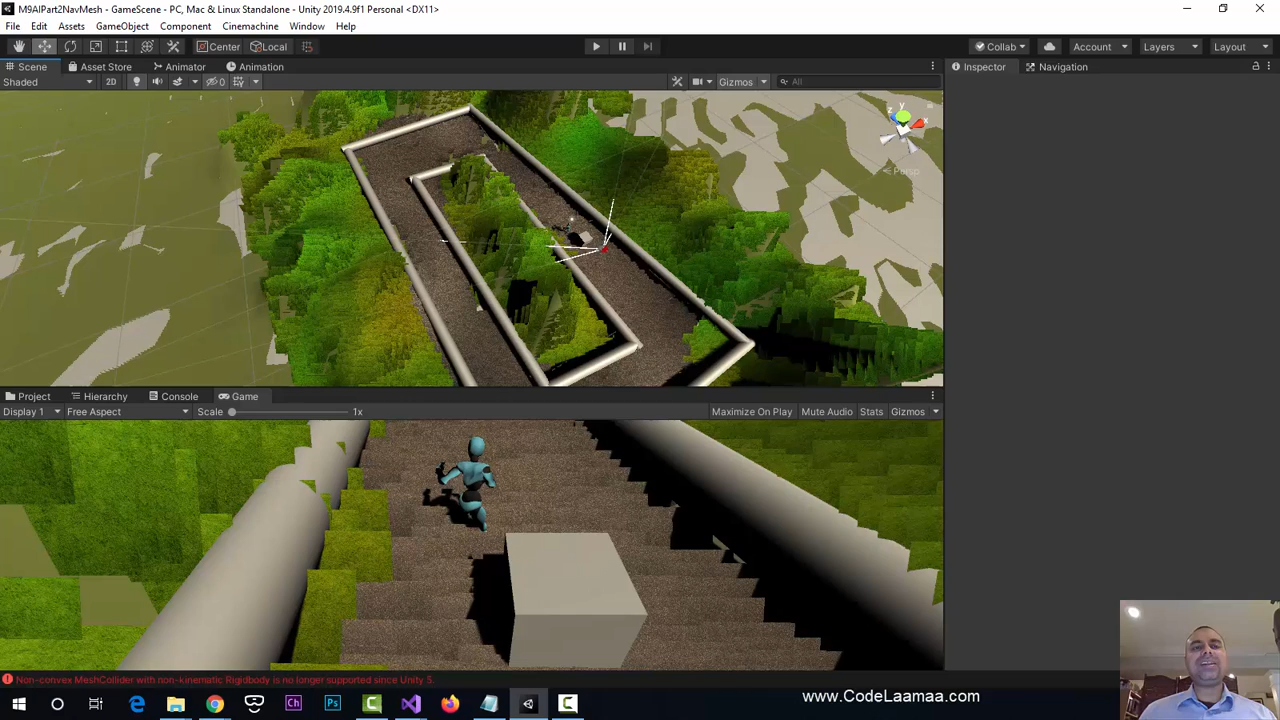 M9AIPart2NavMesh - GameScene - PC, Mac & Linux Standalone - Unity 2019.4.9f1 Personal <DX11>
File Edit Assets GameObject Component Cinemachine Window Help
Center Local Collab Account Layers Layout
Scene Asset Store Animator Animation Inspector Navigation
Shaded 2D 0 Gizmos All
y
z x
Persp
Project Hierarchy Console Game
Display 1 Free Aspect Scale 1x Maximize On Play Mute Audio Stats Gizmos
Non-convex MeshCollider with non-kinematic Rigidbody is no longer supported since Unity 5.
Ch Ps
www.CodeLaamaa.com